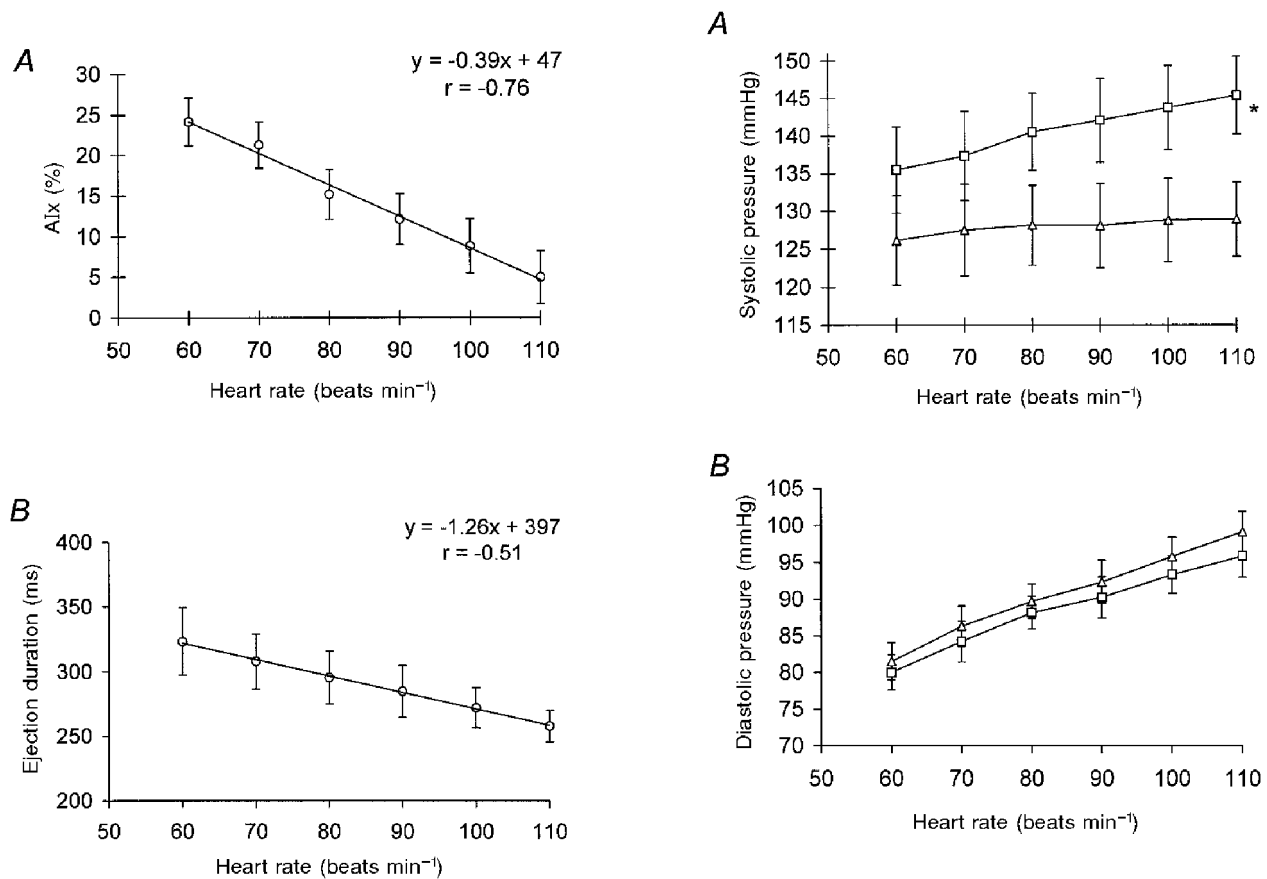 A
y = -0.39x + 47
r = -0.76
AIx (%)
30
25
20
15
10
5
0
50 60 70 80 90 100 110
Heart rate (beats min⁻¹)
B
y = -1.26x + 397
r = -0.51
Ejection duration (ms)
400
350
300
250
200
50 60 70 80 90 100 110
Heart rate (beats min⁻¹)
A
Systolic pressure (mmHg)
150
145
140
135
130
125
120
115
*
50 60 70 80 90 100 110
Heart rate (beats min⁻¹)
B
Diastolic pressure (mmHg)
105
100
95
90
85
80
75
70
50 60 70 80 90 100 110
Heart rate (beats min⁻¹)